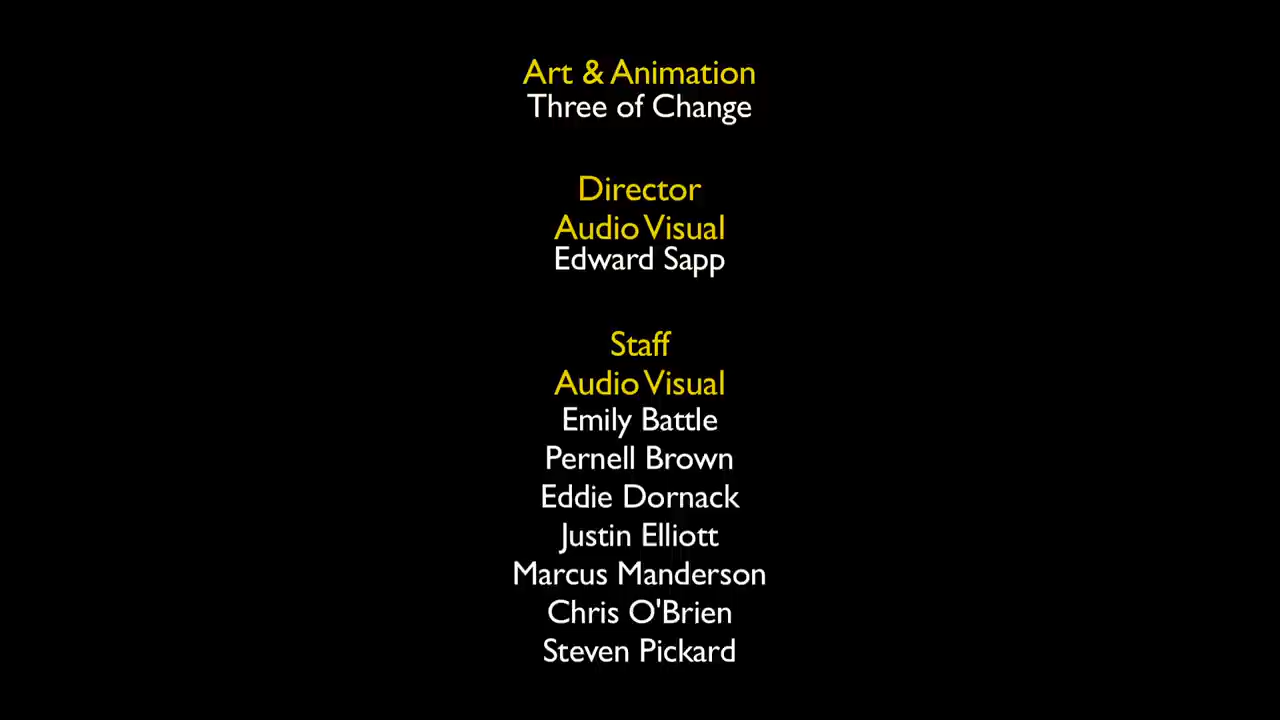 Art & Animation
Three of Change
Director
Audio Visual
Edward Sapp
Staff
Audio Visual
Emily Battle
Pernell Brown
Eddie Dornack
Justin Elliott
Marcus Manderson
Chris O'Brien
Steven Pickard